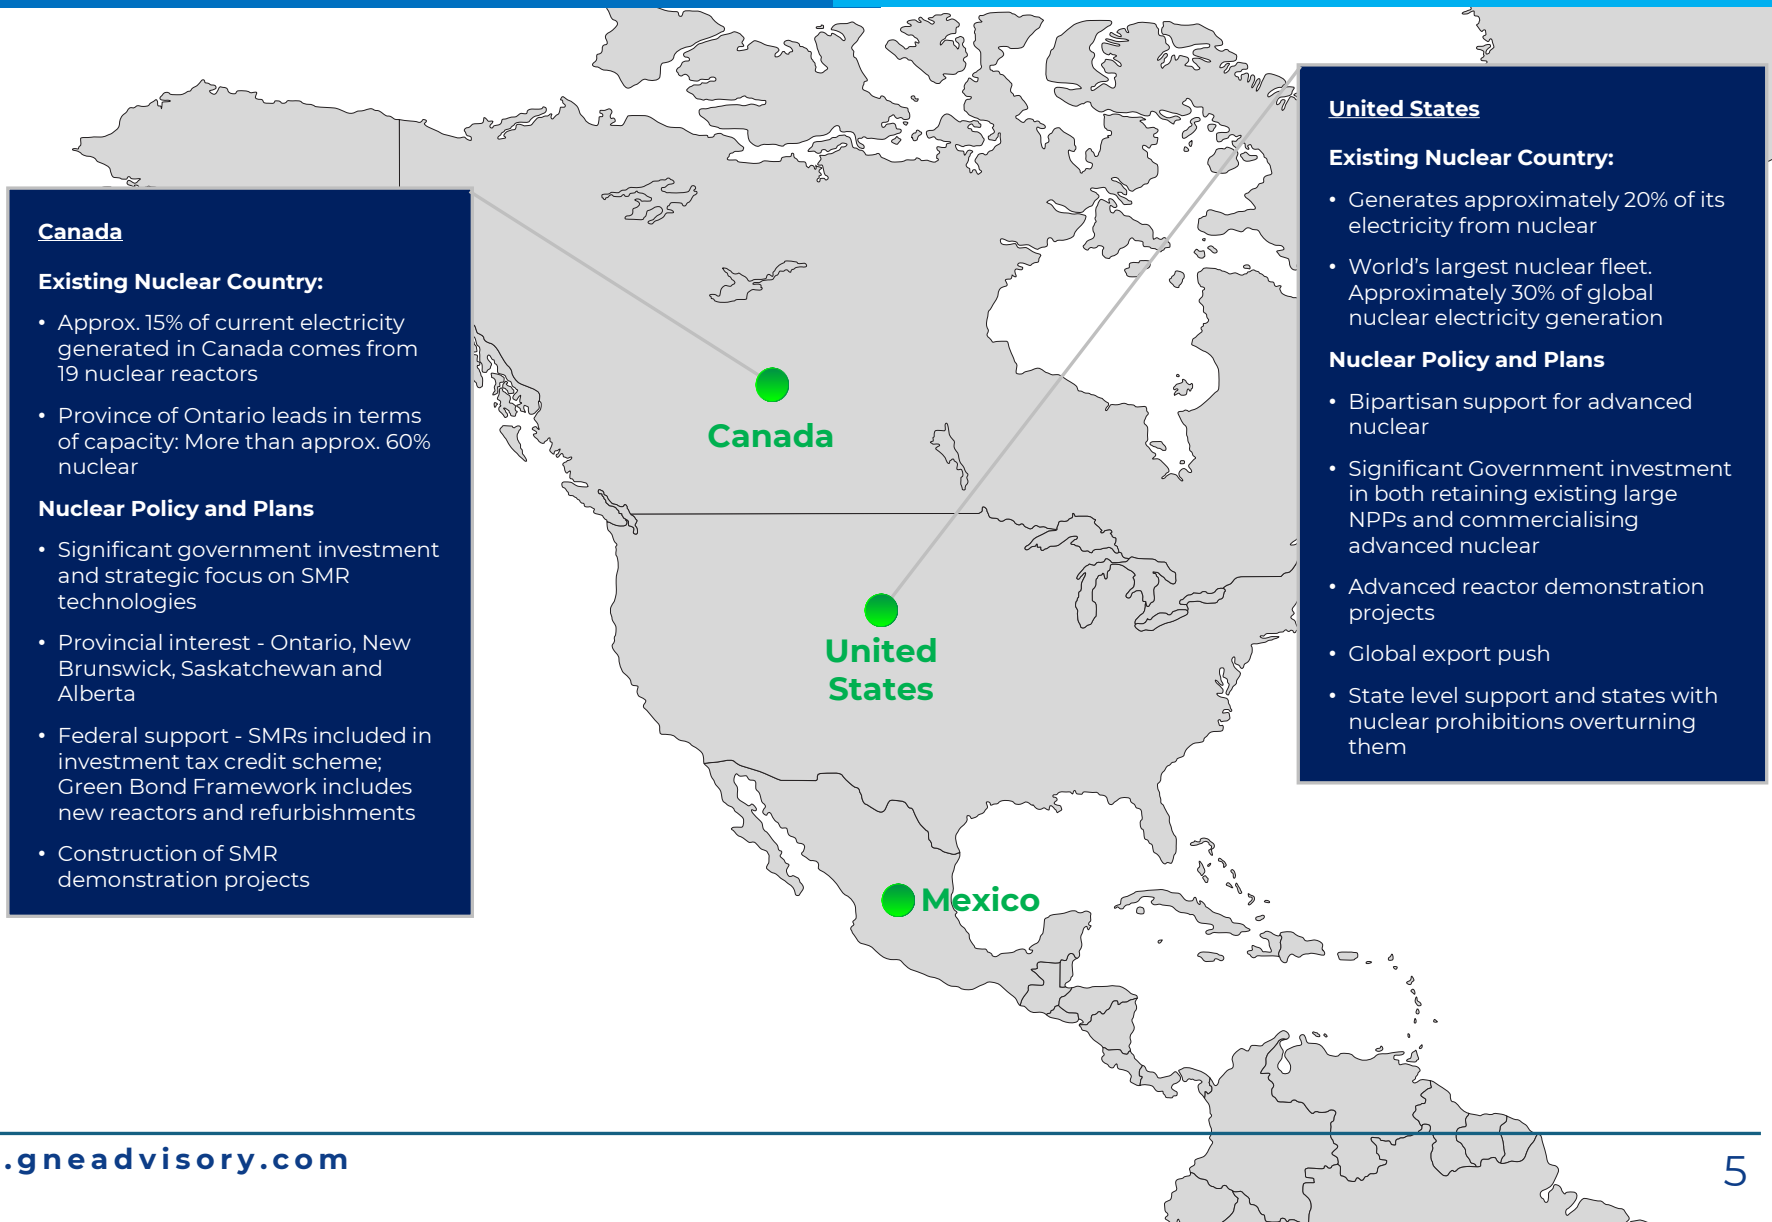 Canada
Existing Nuclear Country:
• Approx. 15% of current electricity
generated in Canada comes from
19 nuclear reactors
• Province of Ontario leads in terms
of capacity: More than approx. 60%
nuclear
Nuclear Policy and Plans
• Significant government investment
and strategic focus on SMR
technologies
• Provincial interest - Ontario, New
Brunswick, Saskatchewan and
Alberta
• Federal support - SMRs included in
investment tax credit scheme;
Green Bond Framework includes
new reactors and refurbishments
• Construction of SMR
demonstration projects
Canada
United
States
Mexico
United States
Existing Nuclear Country:
• Generates approximately 20% of its
electricity from nuclear
• World’s largest nuclear fleet.
Approximately 30% of global
nuclear electricity generation
Nuclear Policy and Plans
• Bipartisan support for advanced
nuclear
• Significant Government investment
in both retaining existing large
NPPs and commercialising
advanced nuclear
• Advanced reactor demonstration
projects
• Global export push
• State level support and states with
nuclear prohibitions overturning
them
.gneadvisory.com
5